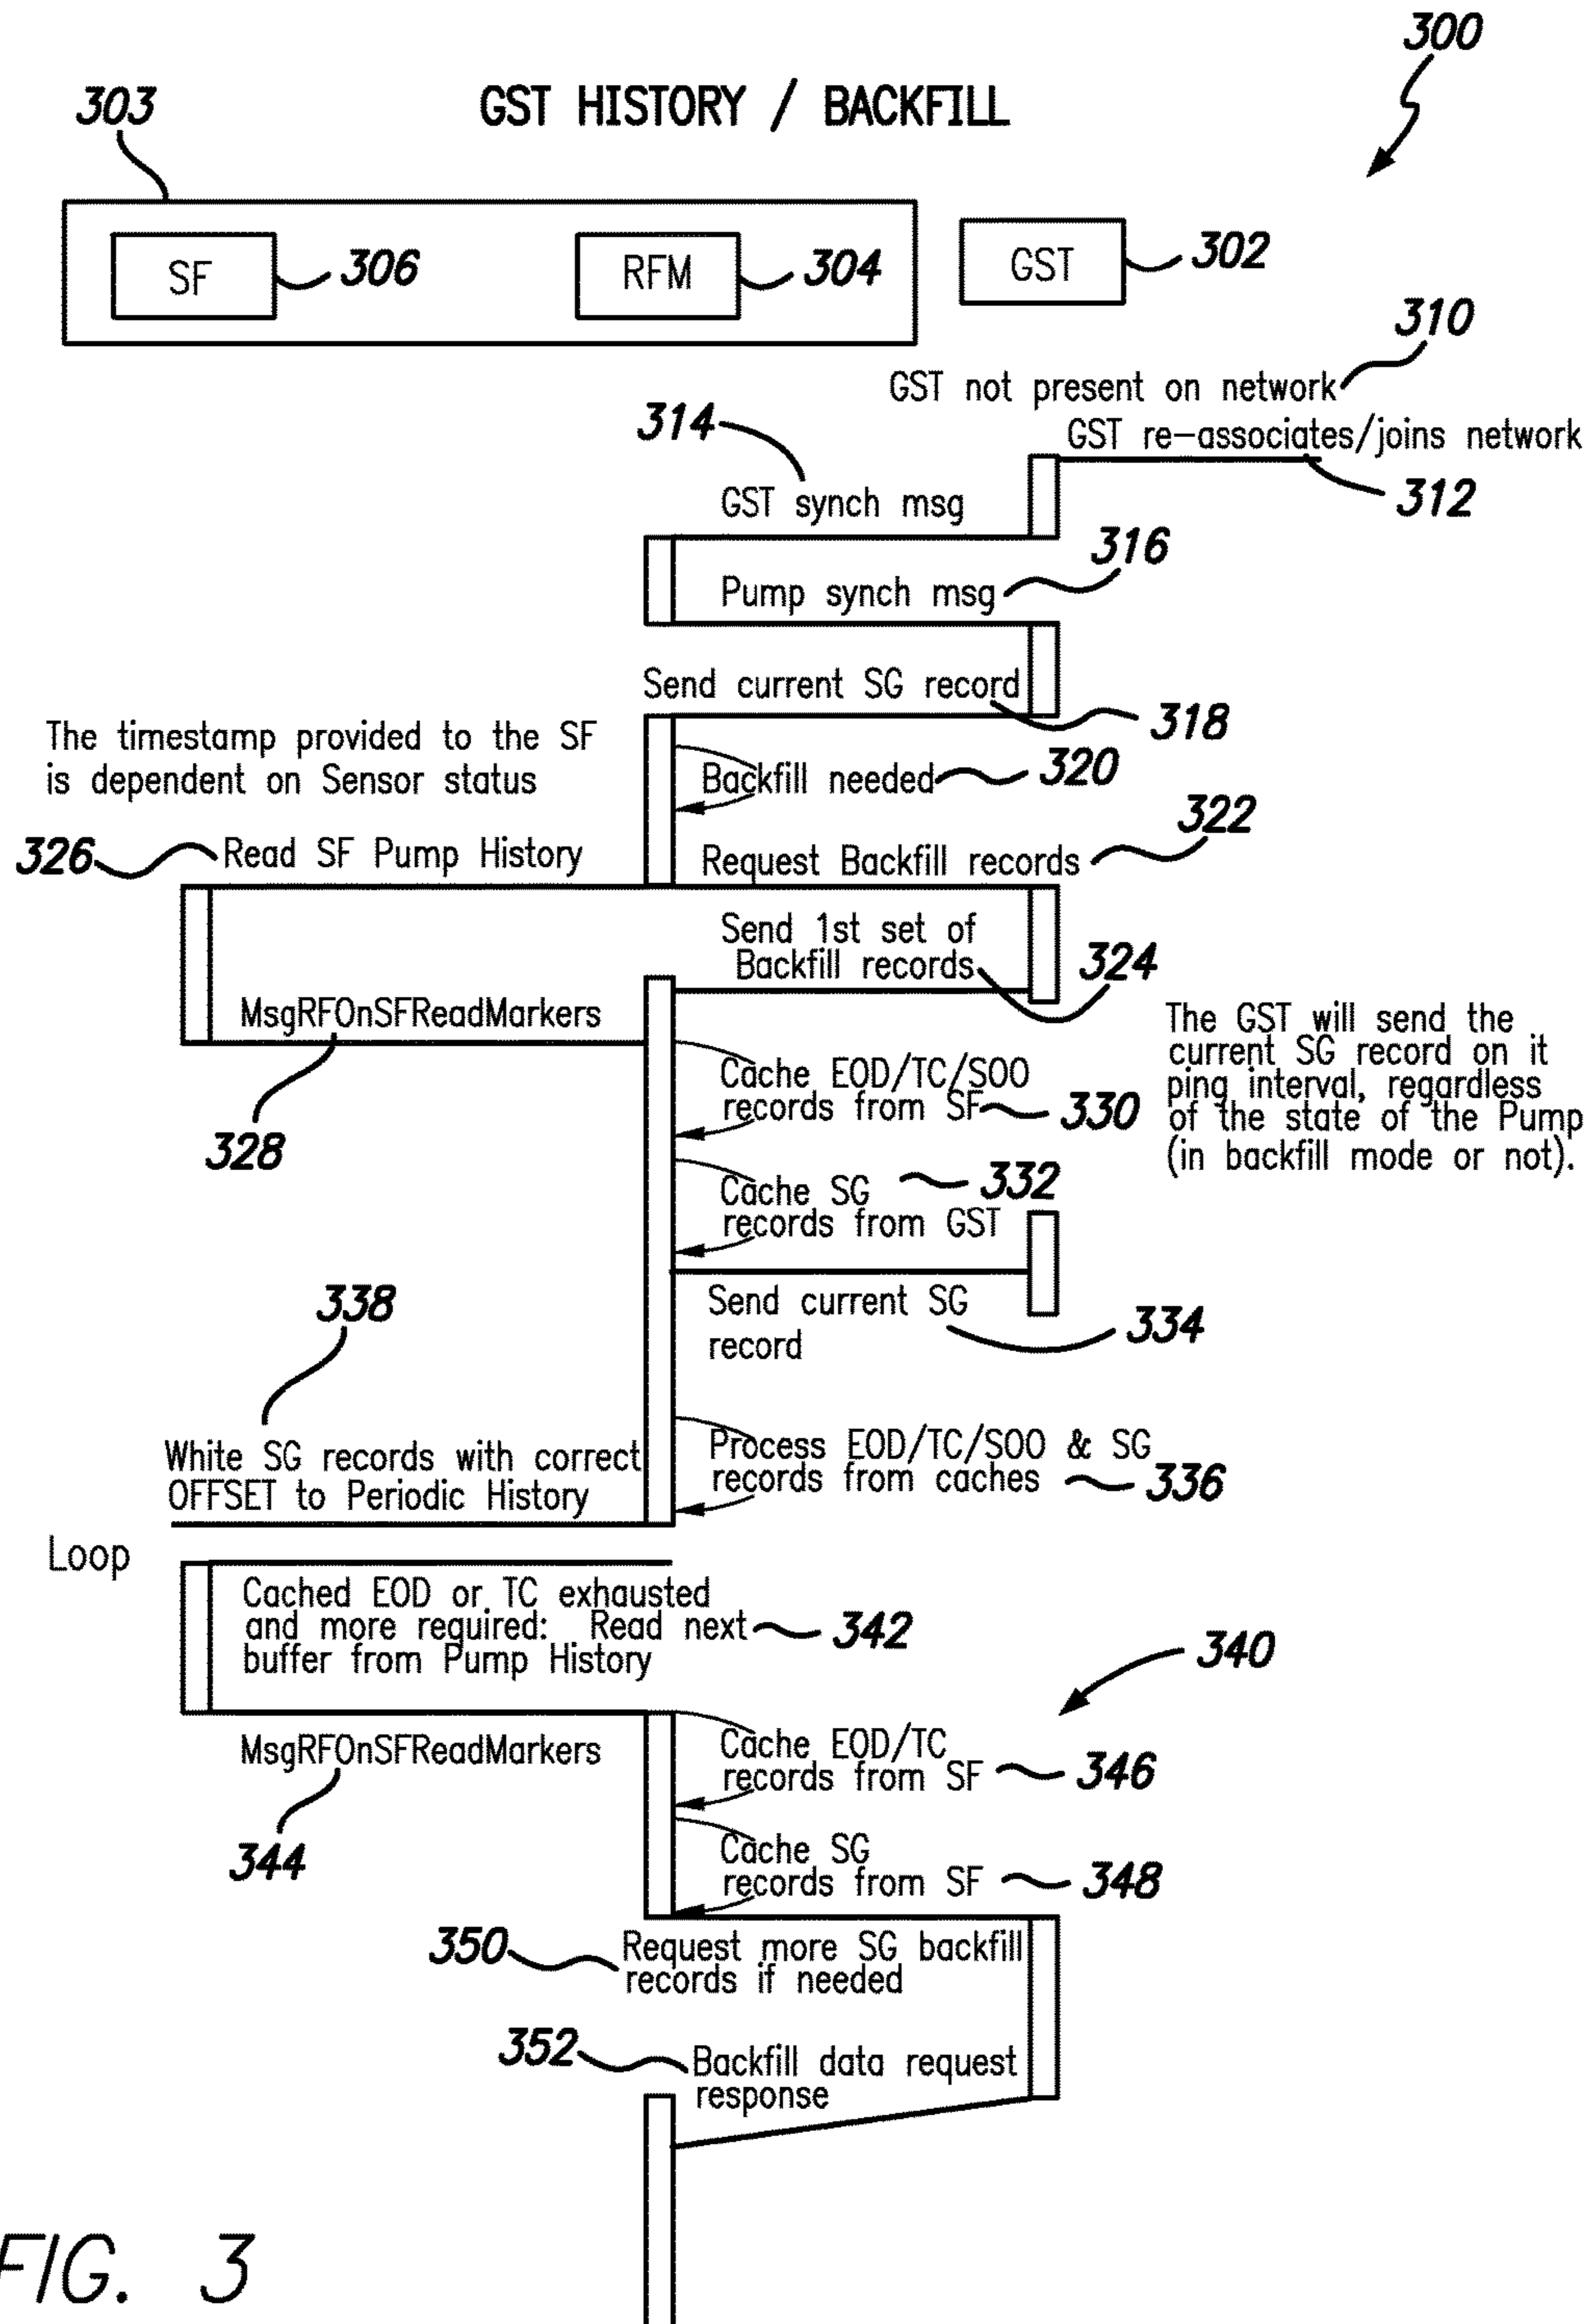 300
GST HISTORY / BACKFILL
303
SF
306
RFM
304
GST
302
310
GST not present on network
314
GST re-associates/joins network
312
GST synch msg
316
Pump synch msg
Send current SG record
318
The timestamp provided to the SF
is dependent on Sensor status
Backfill needed
320
322
326
Read SF Pump History
Request Backfill records
Send 1st set of
Backfill records
324
MsgRFOnSFReadMarkers
328
The GST will send the
current SG record on it
ping interval, regardless
of the state of the Pump
(in backfill mode or not).
Cache EOD/TC/SOO
records from SF
330
Cache SG
records from GST
332
Send current SG
record
334
338
White SG records with correct
OFFSET to Periodic History
Process EOD/TC/SOO & SG
records from caches
336
Loop
Cached EOD or TC exhausted
and more required: Read next
buffer from Pump History
342
340
MsgRFOnSFReadMarkers
344
Cache EOD/TC
records from SF
346
Cache SG
records from SF
348
350
Request more SG backfill
records if needed
352
Backfill data request
response
FIG. 3